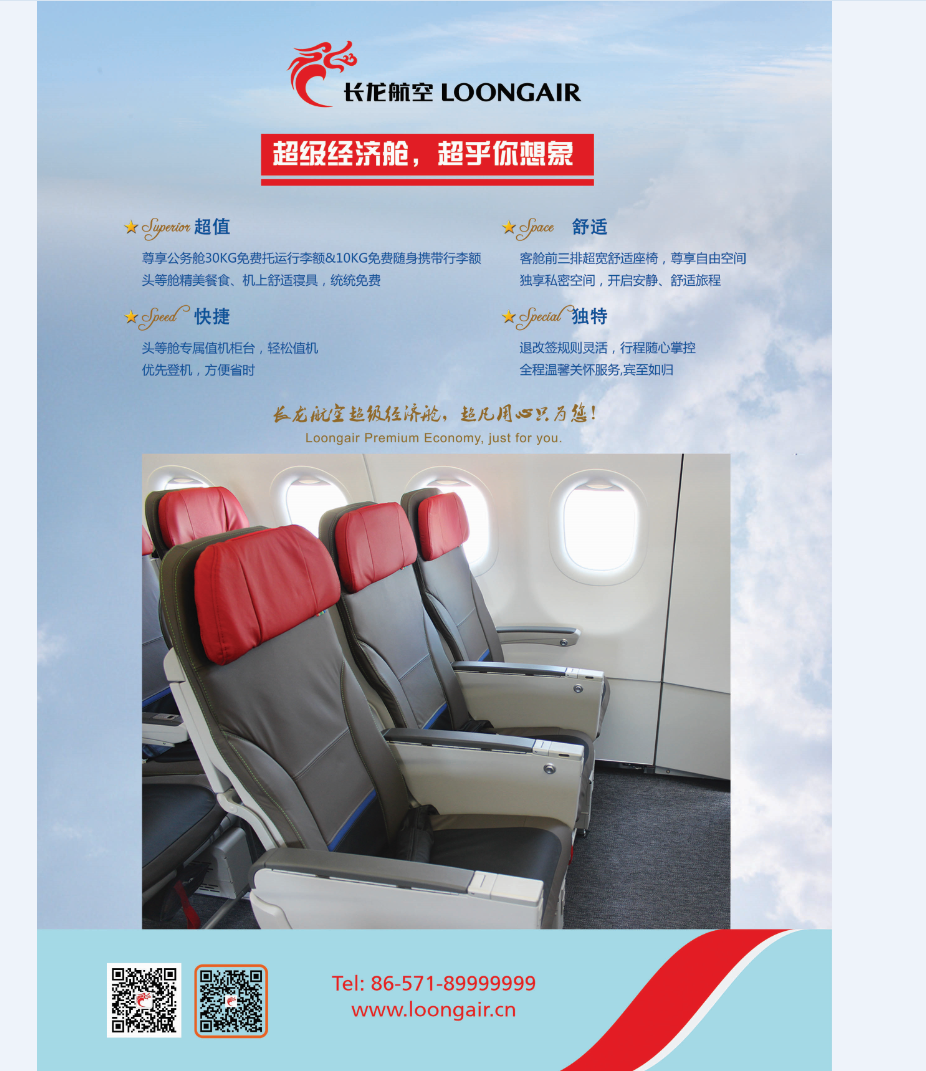 长龙航空 LOONGAIR
超级经济舱，超乎你想象
Superior 超值
尊享公务舱30KG免费托运行李额&10KG免费随身携带行李额
头等舱精美餐食、机上舒适寝具，统统免费
Space 舒适
客舱前三排超宽舒适座椅，尊享自由空间
独享私密空间，开启安静、舒适旅程
Speed 快捷
头等舱专属值机柜台，轻松值机
优先登机，方便省时
Special 独特
退改签规则灵活，行程随心掌控
全程温馨关怀服务,宾至如归
长龙航空超级经济舱，超凡用心只为您！
Loongair Premium Economy, just for you.
Tel: 86-571-89999999
www.loongair.cn